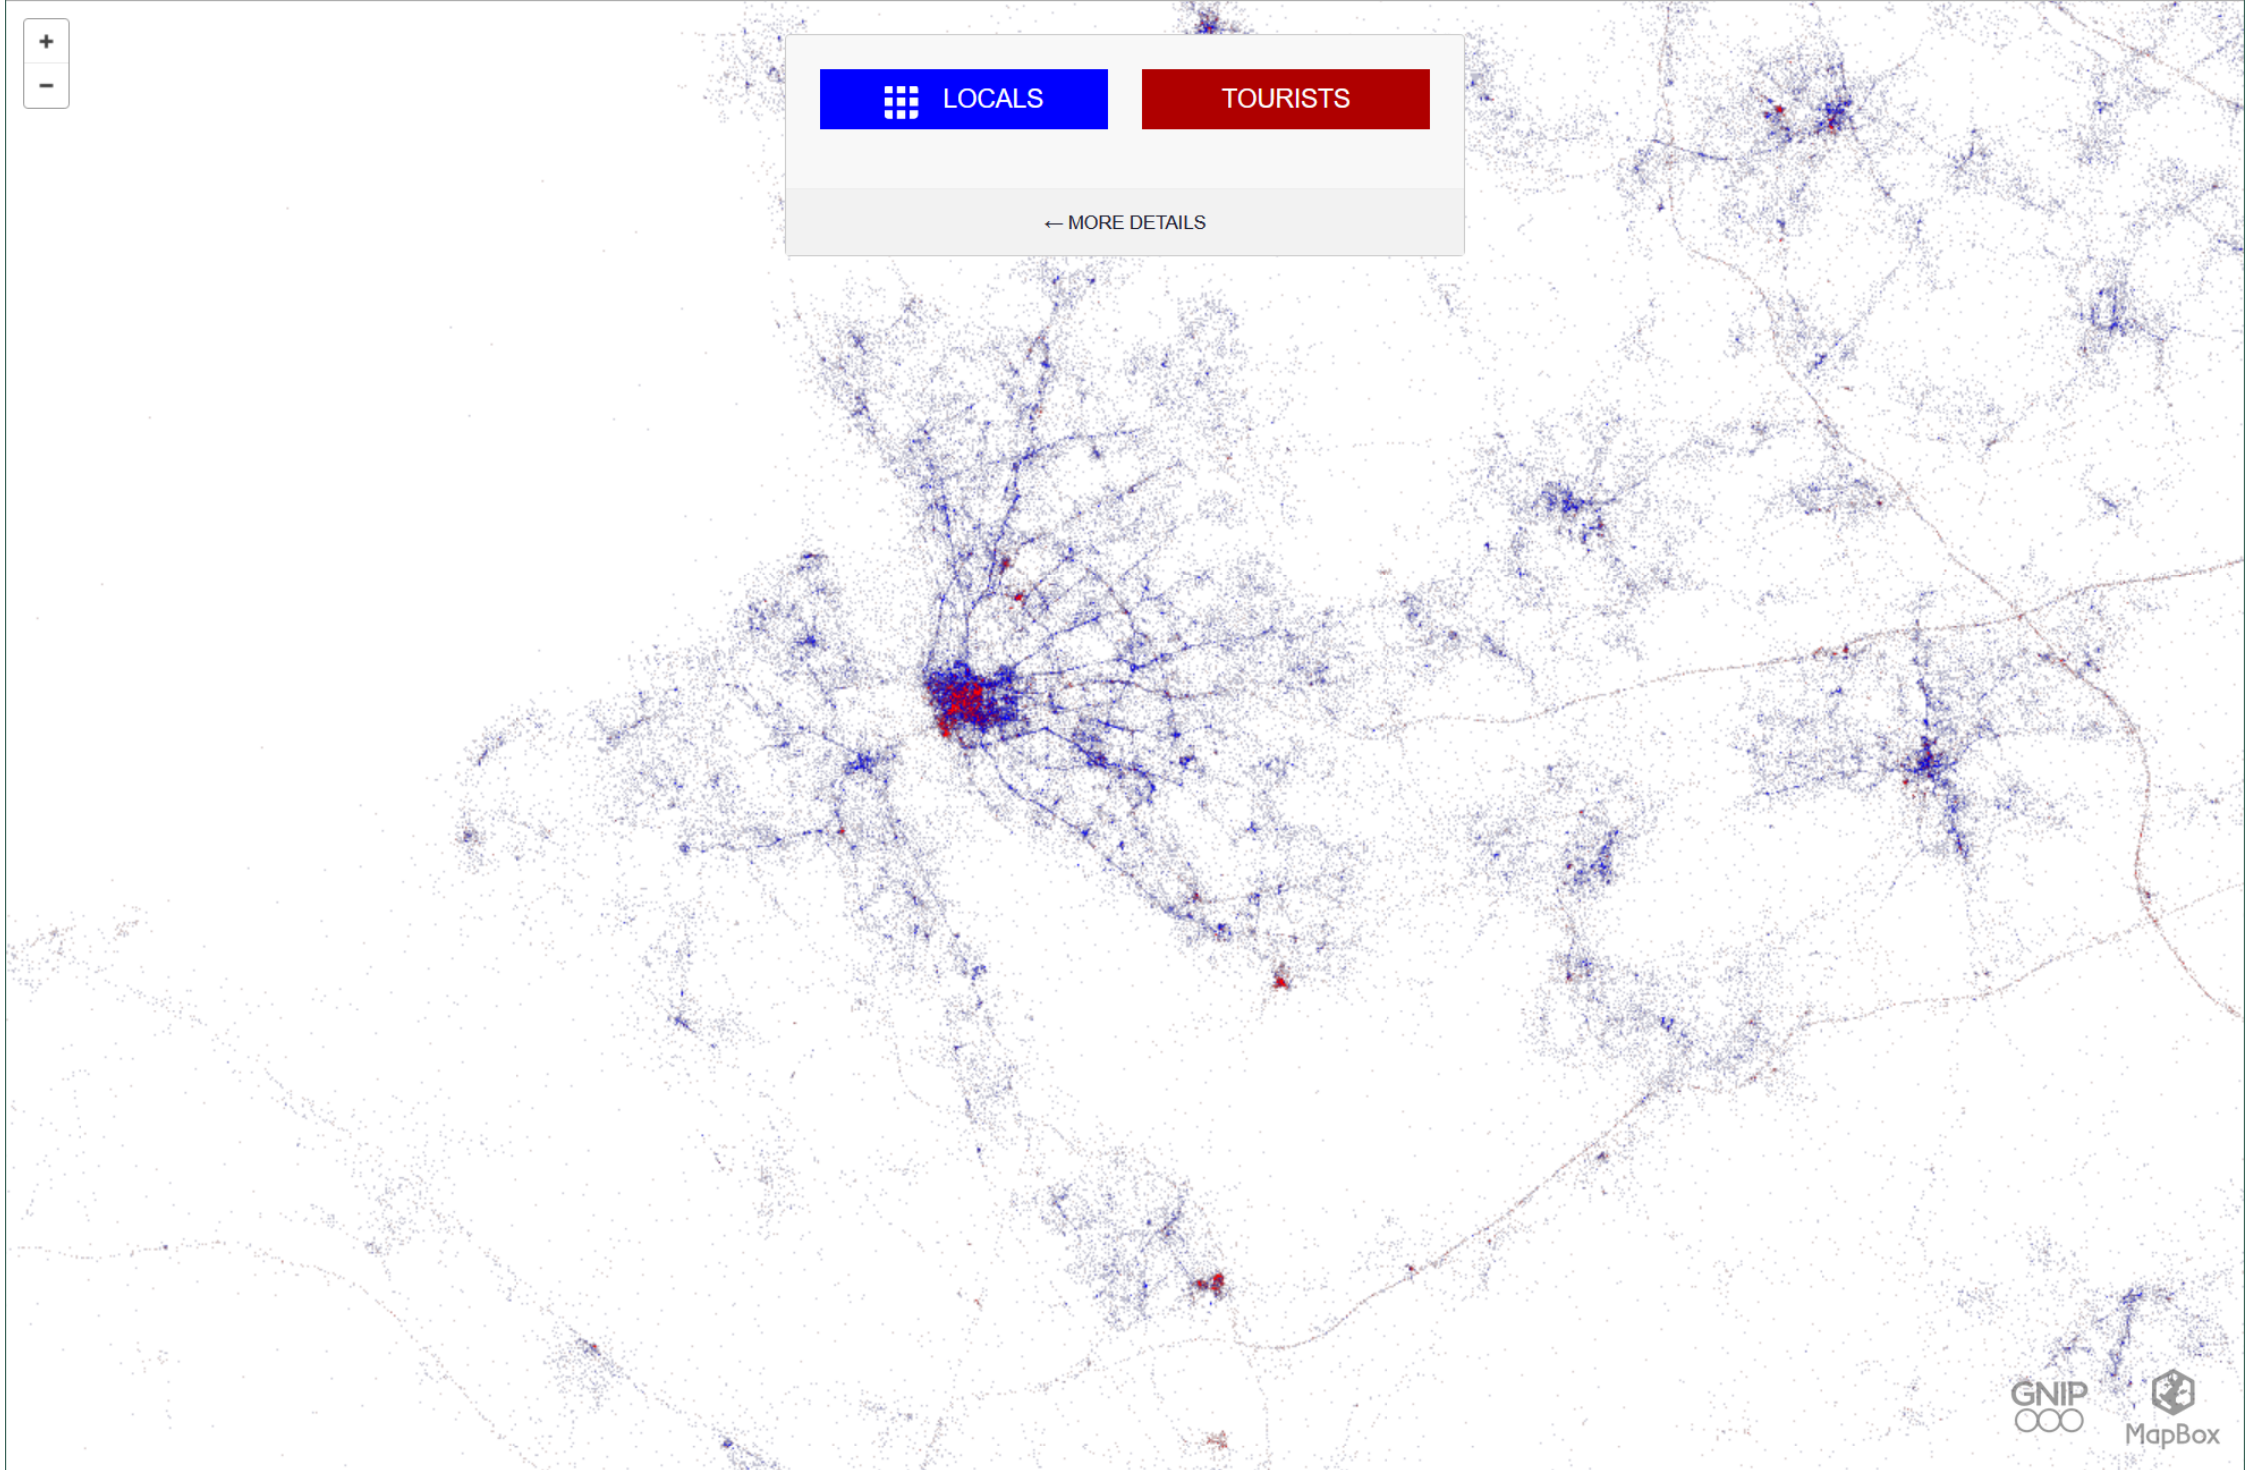 +
−
LOCALS
TOURISTS
← MORE DETAILS
GNIP
MapBox